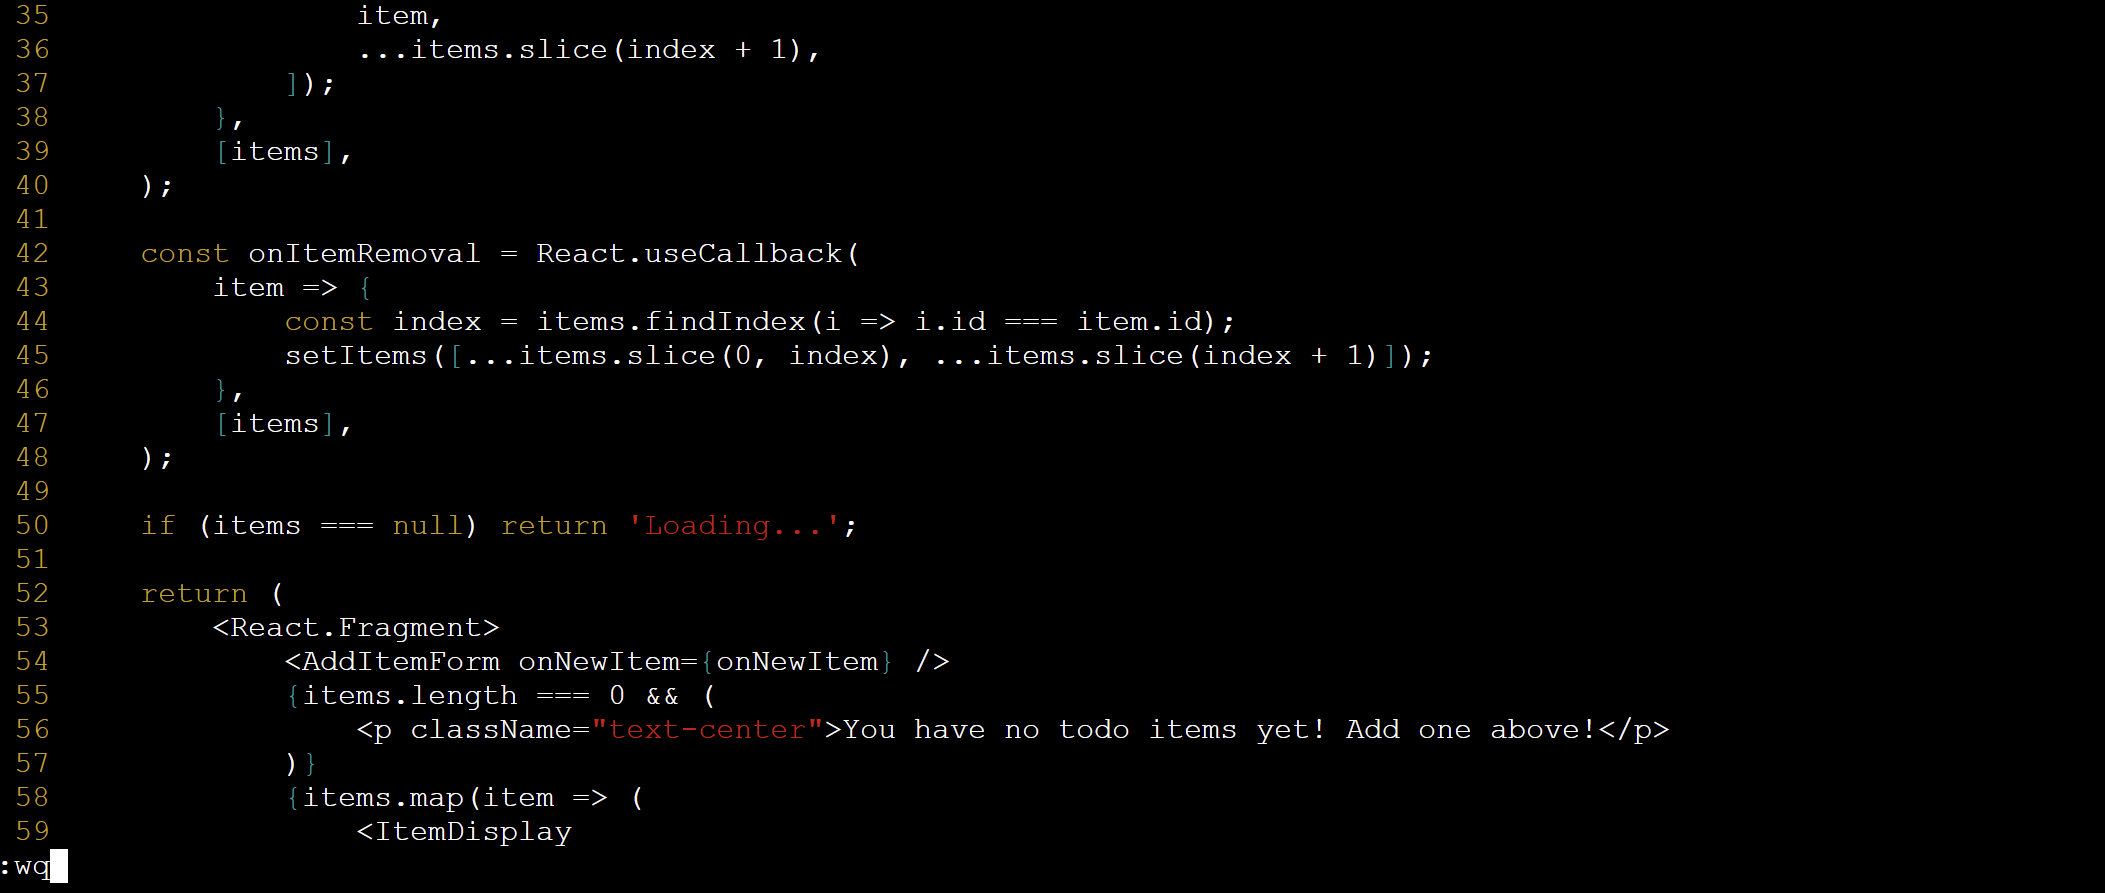 35                 item,
36                 ...items.slice(index + 1),
37             ]);
38         },
39         [items],
40     );
41
42     const onItemRemoval = React.useCallback(
43         item => {
44             const index = items.findIndex(i => i.id === item.id);
45             setItems([...items.slice(0, index), ...items.slice(index + 1)]);
46         },
47         [items],
48     );
49
50     if (items === null) return 'Loading...';
51
52     return (
53         <React.Fragment>
54             <AddItemForm onNewItem={onNewItem} />
55             {items.length === 0 && (
56                 <p className="text-center">You have no todo items yet! Add one above!</p>
57             )}
58             {items.map(item => (
59                 <ItemDisplay
:wq